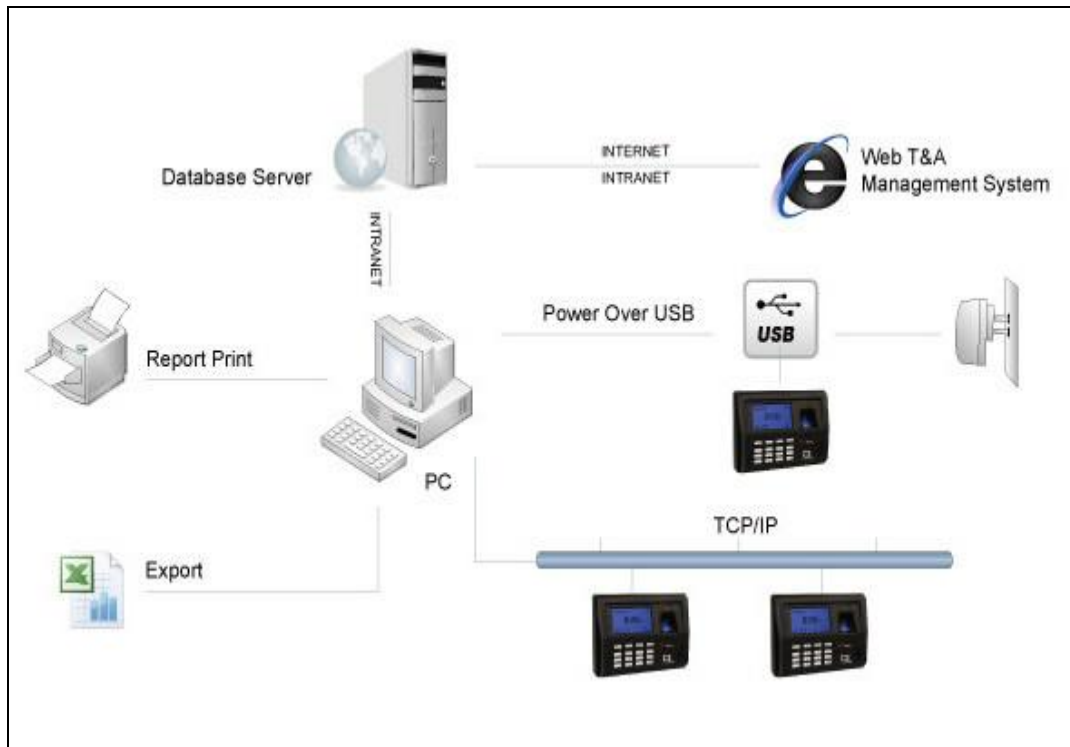 INTERNET
INTRANET
Database Server
Web T&A
Management System
INTRANET
Power Over USB
USB
Report Print
PC
TCP/IP
Export